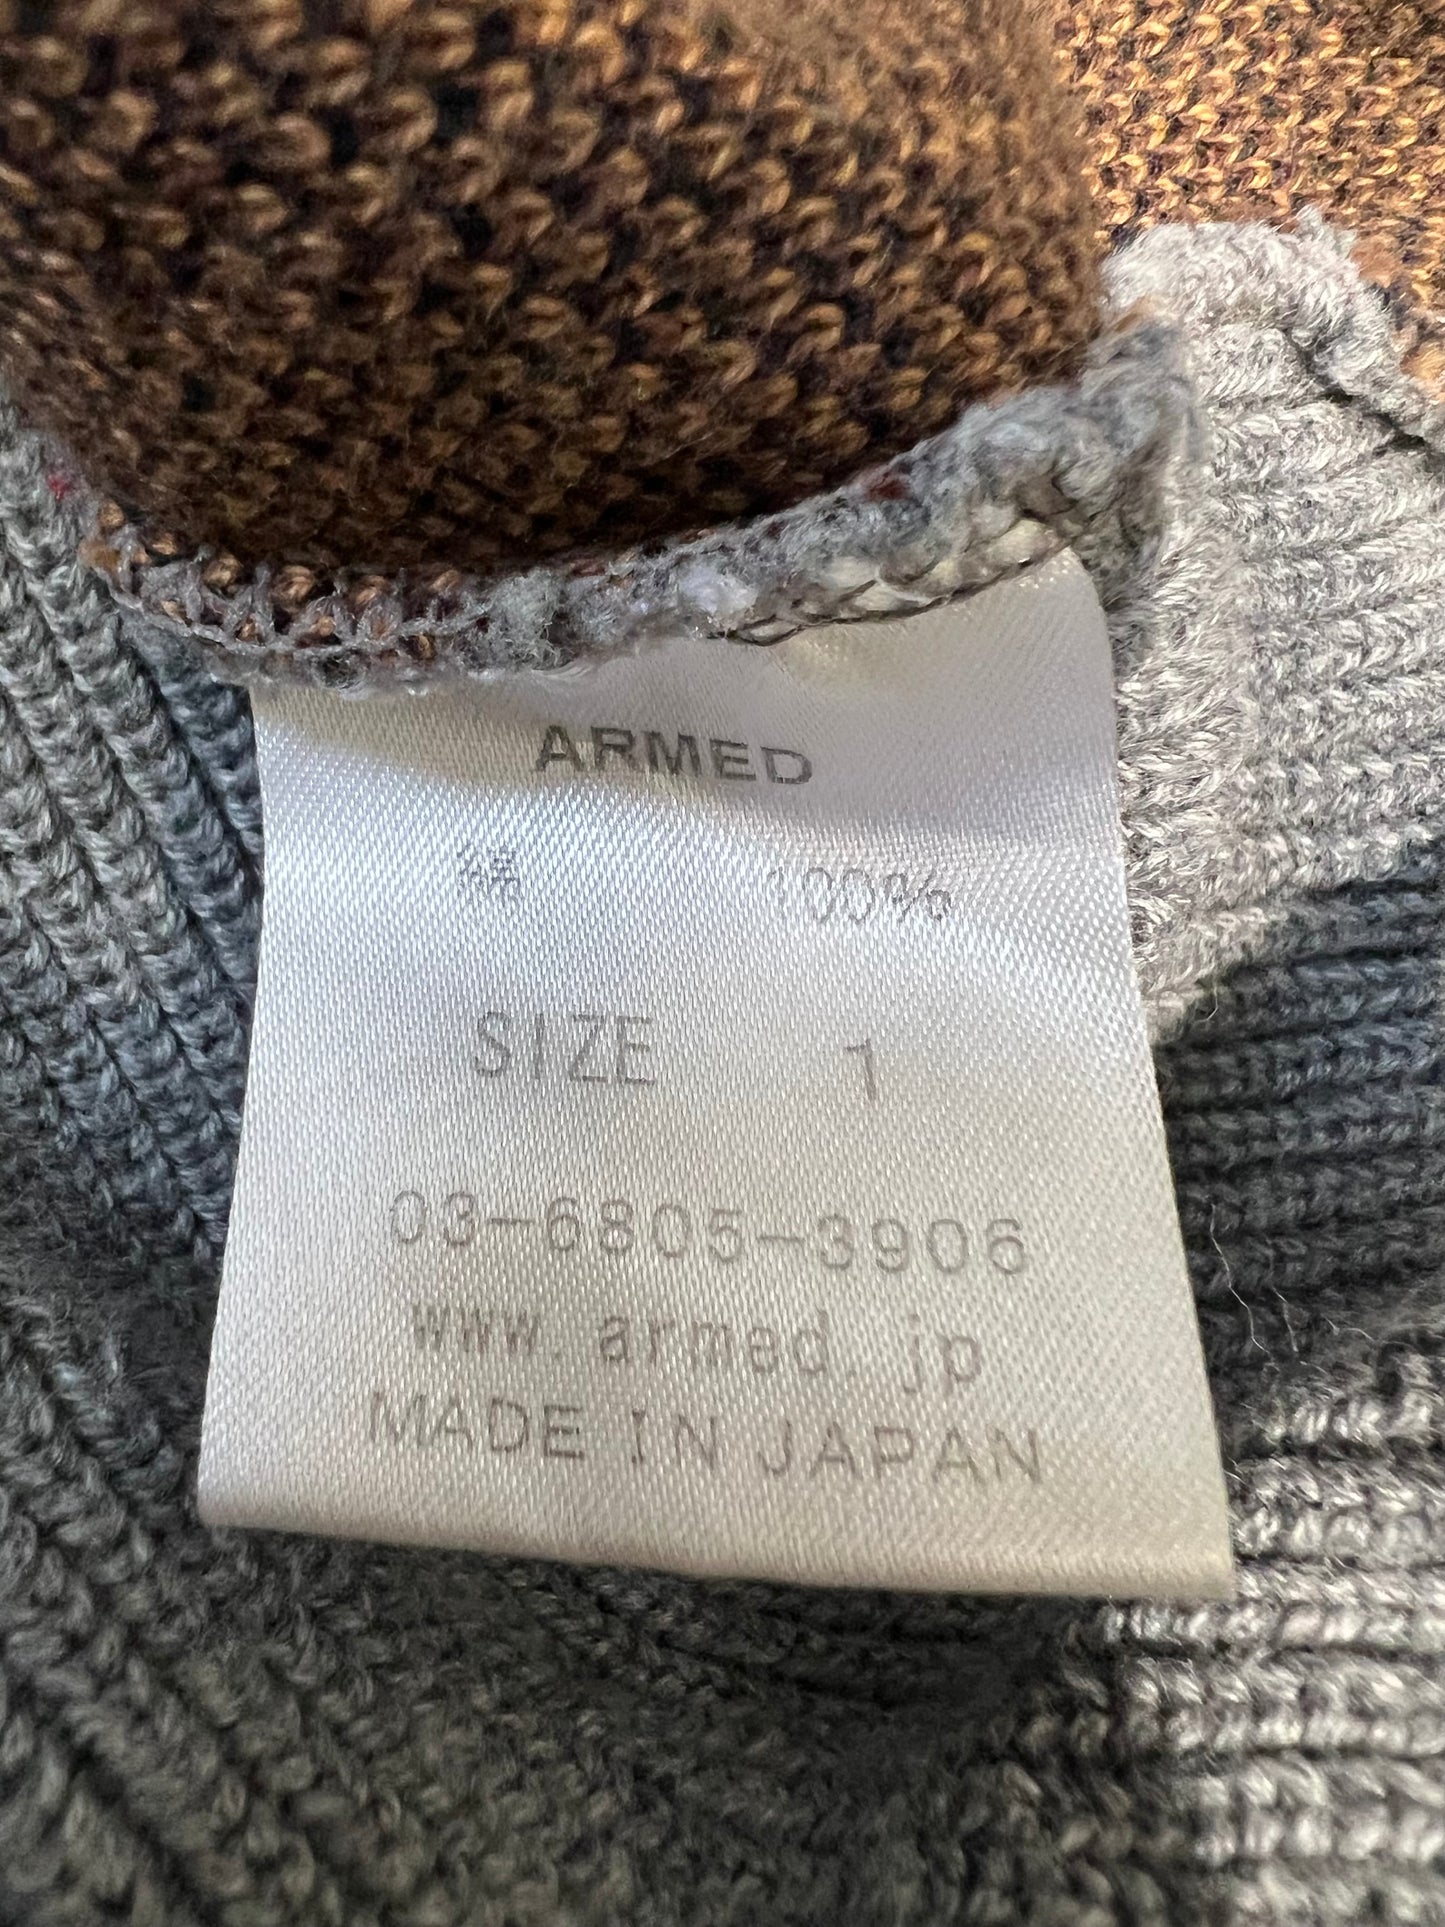 ARMED
綿 100%
SIZE 1
03-6805-3906
www.armed.jp
MADE IN JAPAN